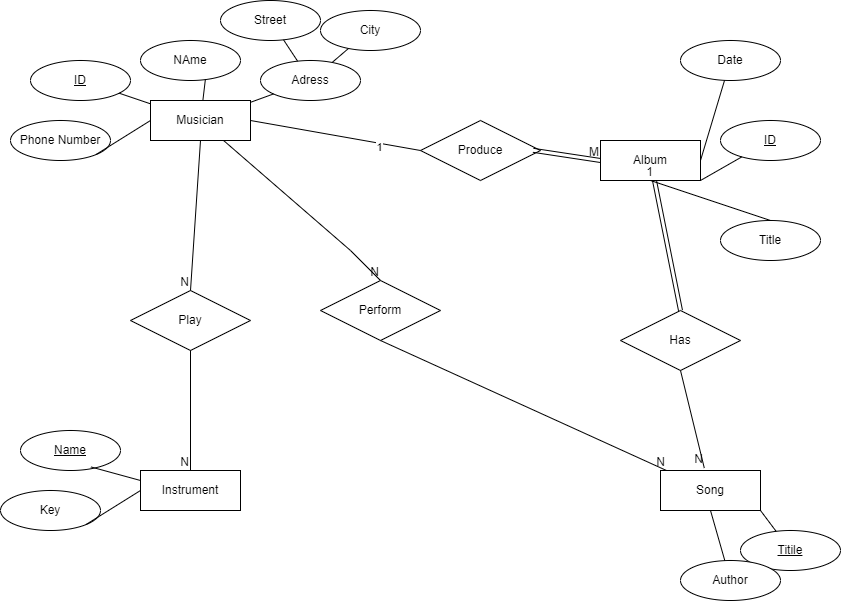 Street
City
NAme
Date
ID
Adress
Musician
Phone Number
1
Produce
M
Album
1
ID
Title
N
N
Play
Perform
Has
Name
N
N
N
Key
Instrument
Song
Titile
Author